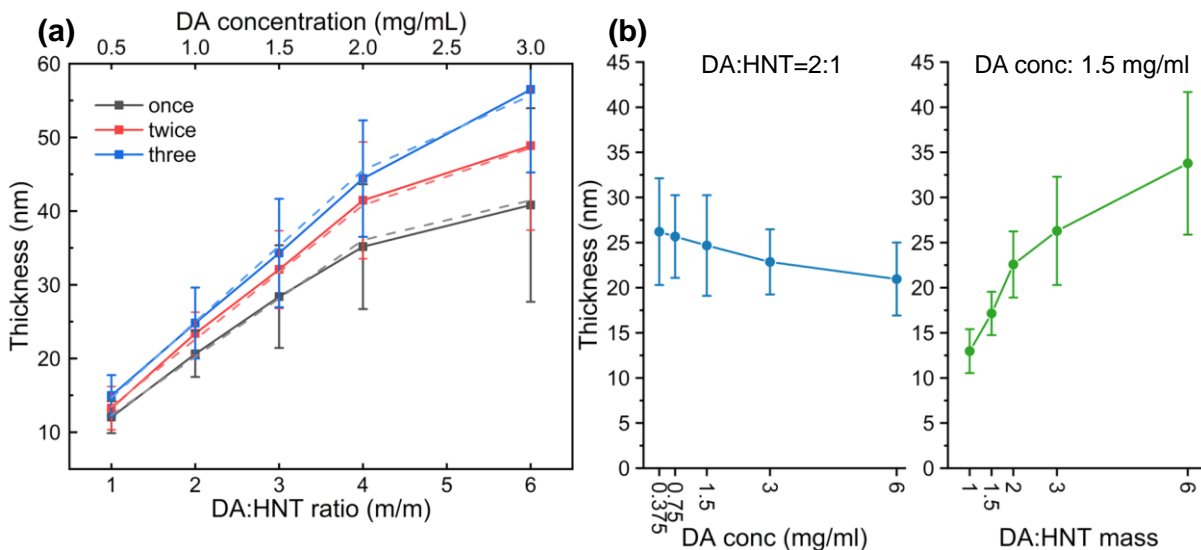 (a)
DA concentration (mg/mL)
0.5 1.0 1.5 2.0 2.5 3.0
60
50
40
30
20
10
Thickness (nm)
once
twice
three
1 2 3 4 5 6
DA:HNT ratio (m/m)
(b)
DA:HNT=2:1
45
40
35
30
25
20
15
10
5
0
Thickness (nm)
0.375 0.75 1.5 3 6
DA conc (mg/ml)
DA conc: 1.5 mg/ml
45
40
35
30
25
20
15
10
5
0
Thickness (nm)
1 1.5 2 3 6
DA:HNT mass